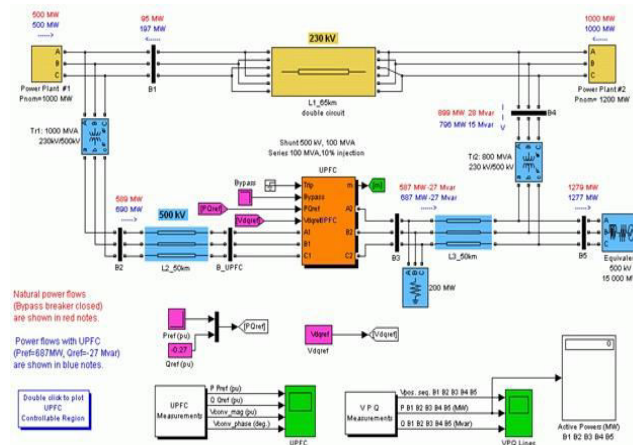 500 MW
500 MW
95 MW
197 MW
230 kV
1000 MW
1000 MW
A
B
C
A
B
C
Power Plant #1
Pnom=1000 MW
B1
L1_65km
double circuit
Power Plant#2
Pnom= 1200 MW
899 MW 28 Mvar
796 MW 15 Mvar
B4
Tr1: 1000 MVA
230kV/500kV
Tr2: 800 MVA
230kV/500 kV
Shunt 500 kV, 100 MVA
Series 100 MVA,10% injection
UPFC
Bypass
Trip
m
Bypass
[PQref]
PQref
A2
[Vdqref]
589 MW
690 MW
500 kV
A1
B2
B1
C1
C2
587 MW -27 Mvar
687 MW -27 Mvar
1279 MW
1277 MW
A
B
C
B2
L2_50km
B_UPFC
B3
L3_50km
B5
Equivale
500 kV
15 000 M
200 MW
Natural power flows
(Bypass breaker closed)
are shown in red notes.
Power flows with UPFC
(Pref=687MW, Qref=-27 Mvar)
are shown in blue notes.
Pref (pu)
[PQref]
-0.27
Qref (pu)
Vdqref
[Vdqref]
Vdqref
0
Double click to plot
UPFC
Controllable Region
UPFC
Measurements
P Pref (pu)
Q Qref (pu)
Vconv_mag (pu)
Vconv_phase (deg.)
UPFC
V P Q
Measurements
Vpos. seq. B1 B2 B3 B4 B5
P B1 B2 B3 B4 B5 (MW)
Q B1 B2 B3 B4 B5 (Mvar)
VPQ Lines
Active Powers (MW)
B1 B2 B3 B4 B5